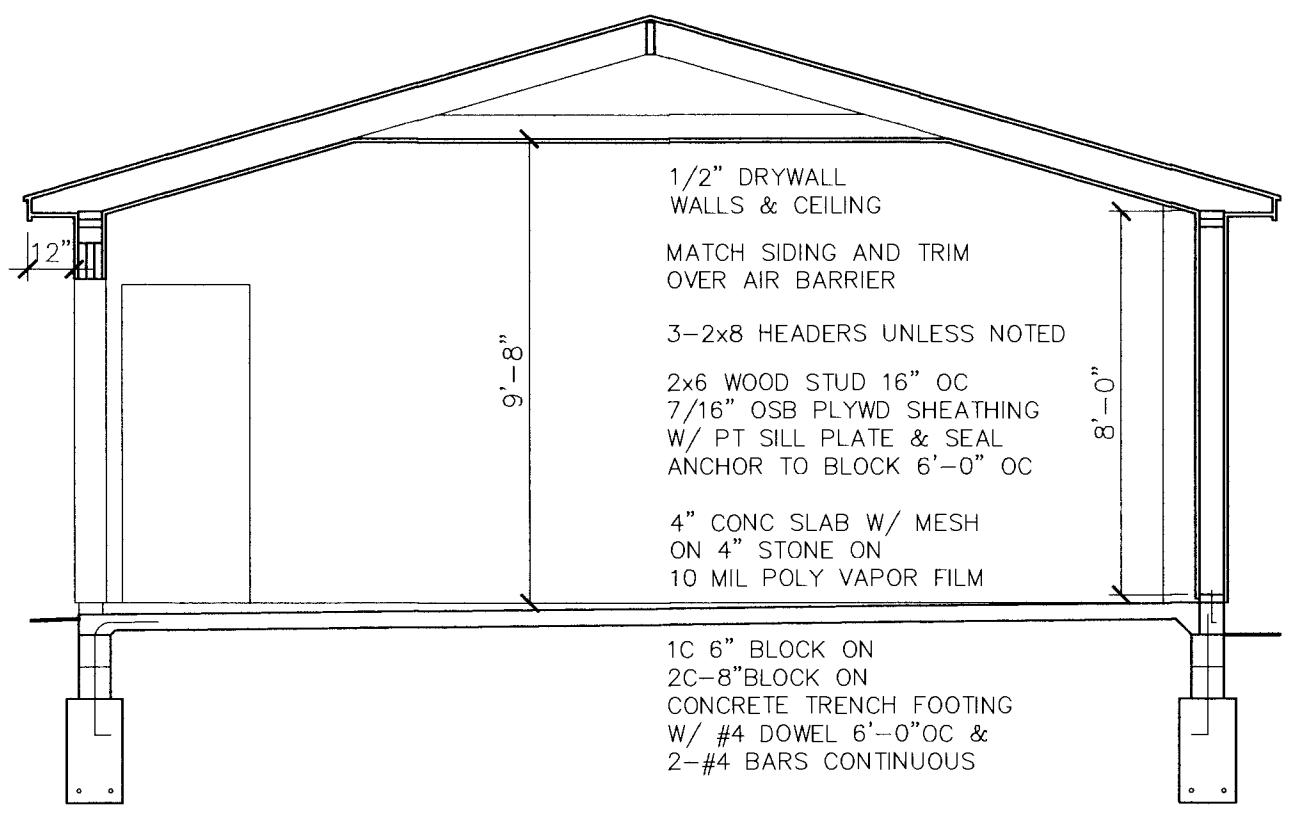 1/2" DRYWALL
WALLS & CEILING
12"
MATCH SIDING AND TRIM
OVER AIR BARRIER
3-2x8 HEADERS UNLESS NOTED
9'-8"
8'-0"
2x6 WOOD STUD 16" OC
7/16" OSB PLYWD SHEATHING
W/ PT SILL PLATE & SEAL
ANCHOR TO BLOCK 6'-0" OC
4" CONC SLAB W/ MESH
ON 4" STONE ON
10 MIL POLY VAPOR FILM
1C 6" BLOCK ON
2C-8"BLOCK ON
CONCRETE TRENCH FOOTING
W/ #4 DOWEL 6'-0"OC &
2-#4 BARS CONTINUOUS